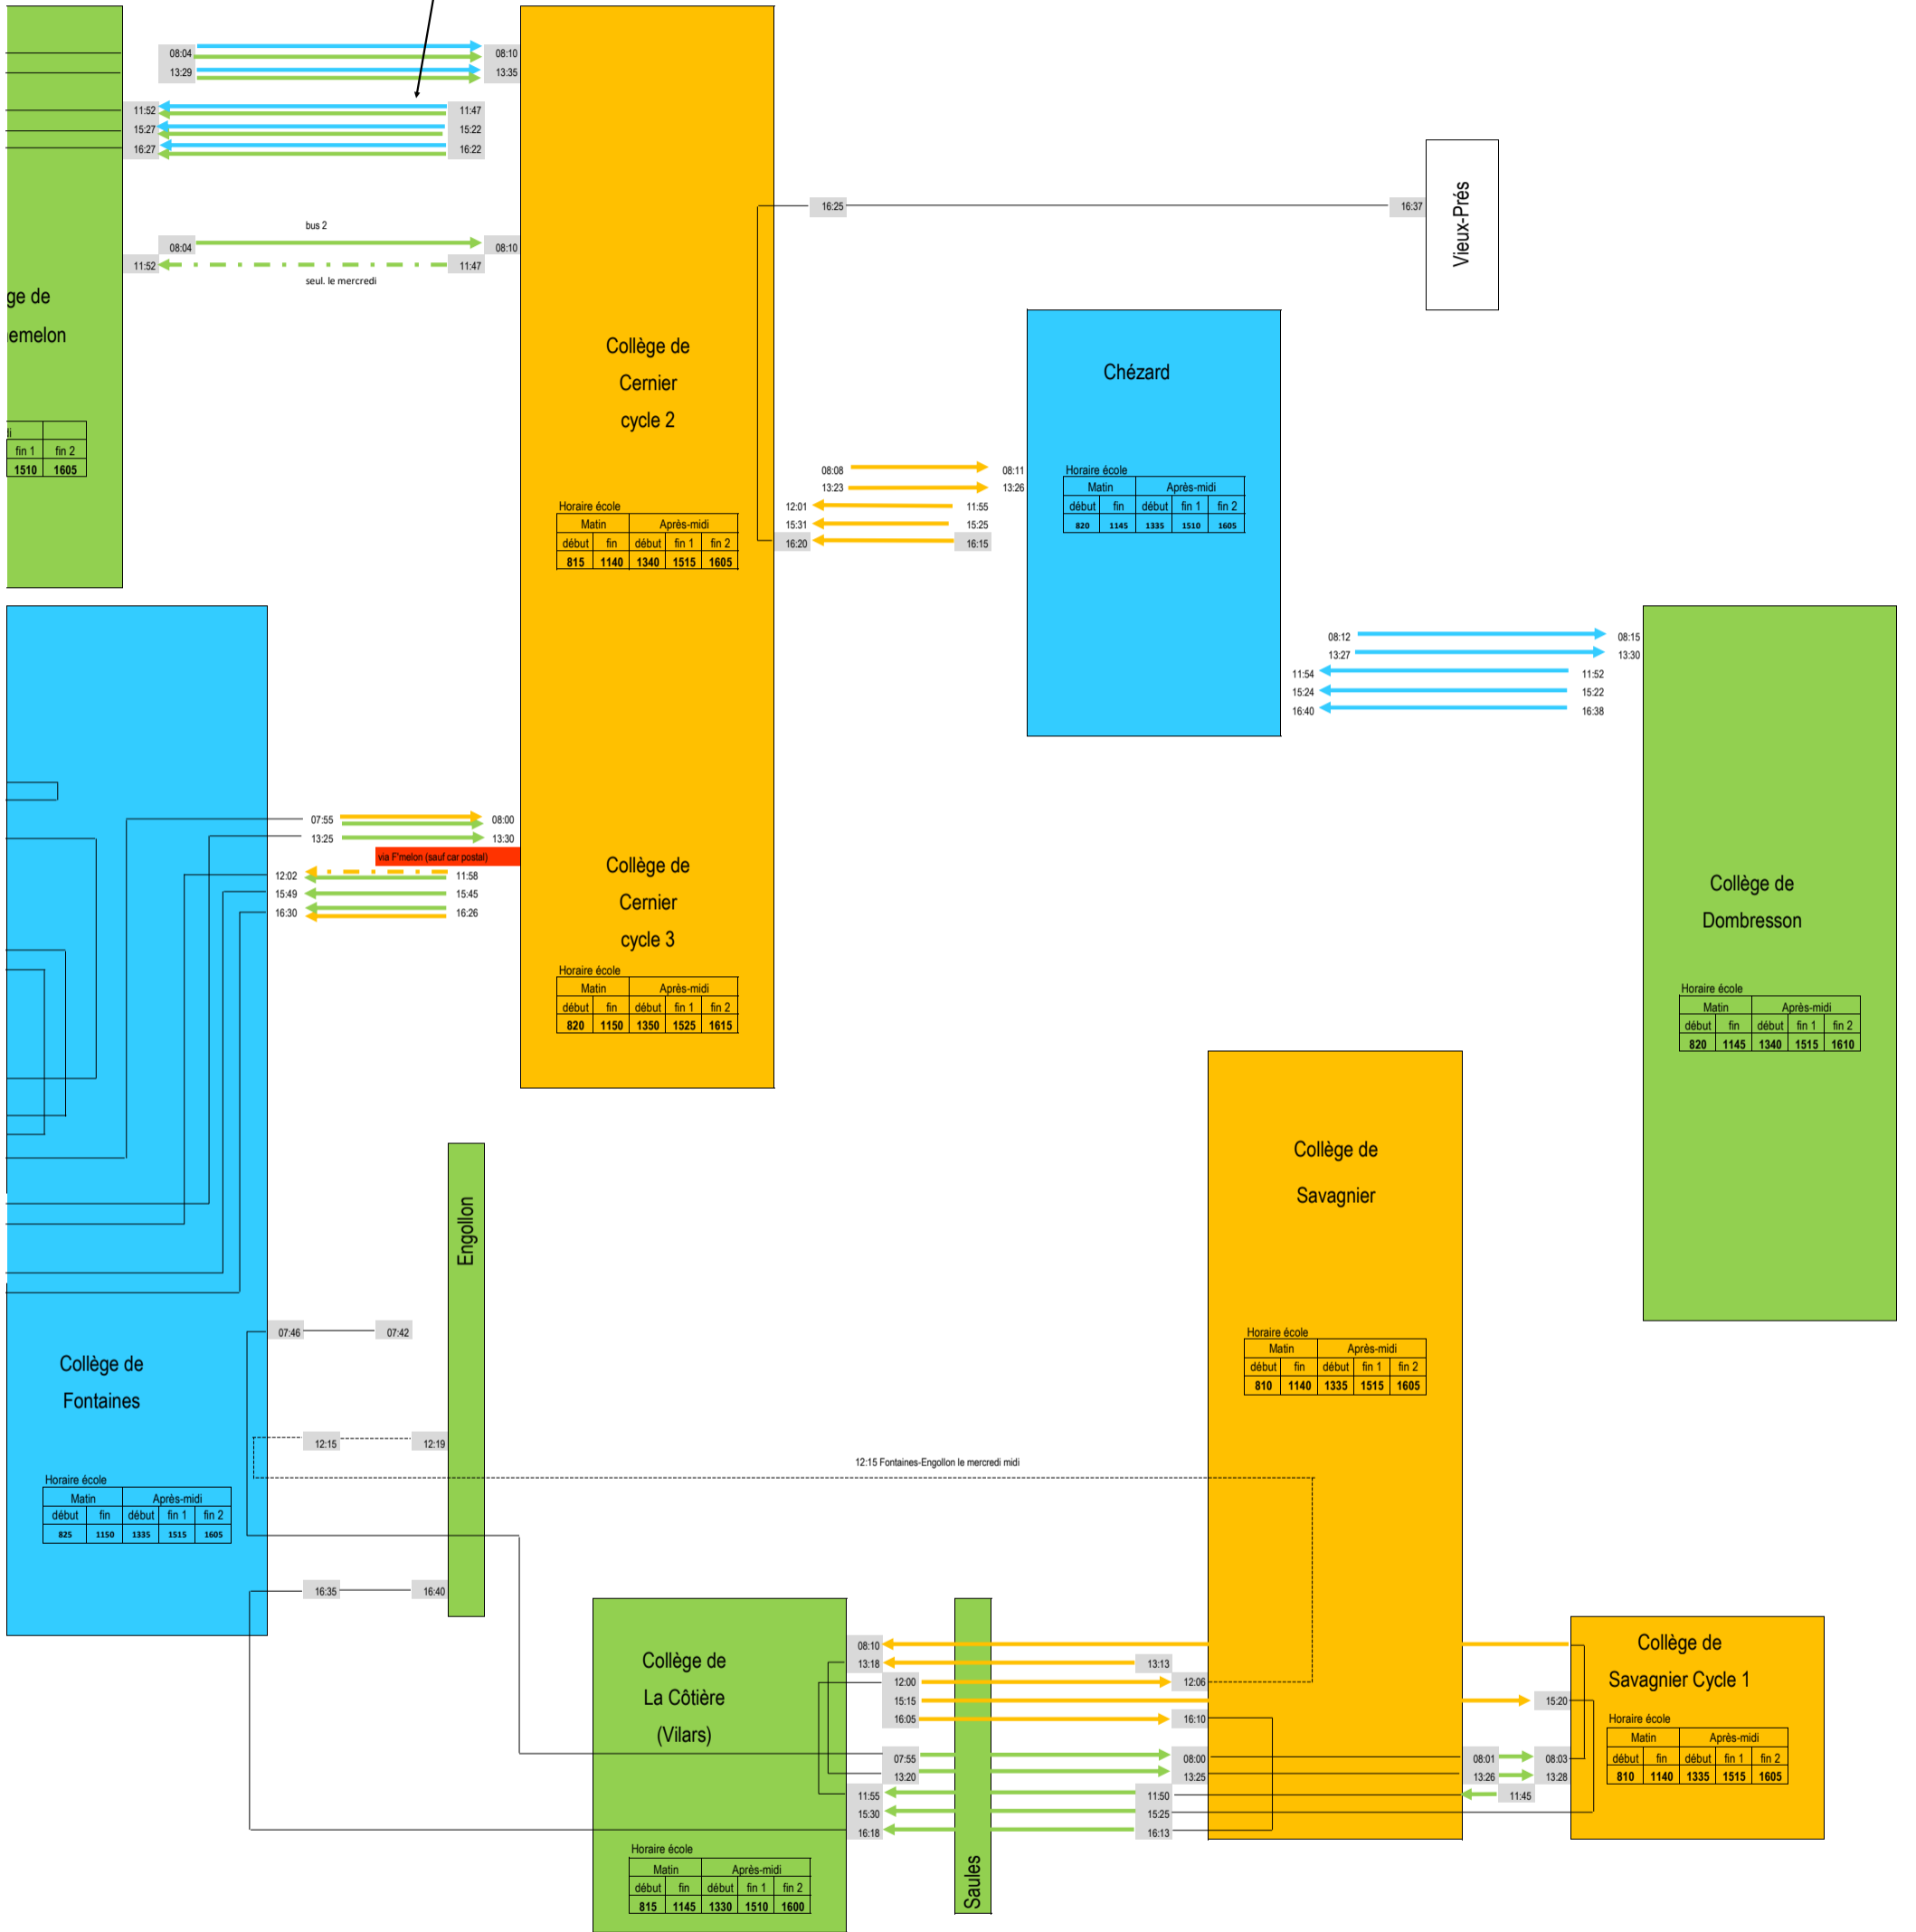 08:04
08:10
13:29
13:35
11:52
11:47
15:27
15:22
16:27
16:22
16:25
16:37
Vieux-Prés
bus 2
08:04
08:10
11:52
11:47
seul. le mercredi
ge de
emelon
fin 1 fin 2
1510 1605
Collège de
Cernier
cycle 2
Horaire école
Matin Après-midi
début fin début fin 1 fin 2
815 1140 1340 1515 1605
Chézard
08:08
08:11
13:23
13:26
12:01
11:55
15:31
15:25
16:20
16:15
Horaire école
Matin Après-midi
début fin début fin 1 fin 2
820 1145 1335 1510 1605
08:12
08:15
13:27
13:30
11:54
11:52
15:24
15:22
16:40
16:38
07:55
08:00
13:25
13:30
via F'melon (sauf car postal)
12:02
11:58
15:49
15:45
16:30
16:26
Collège de
Cernier
cycle 3
Horaire école
Matin Après-midi
début fin début fin 1 fin 2
820 1150 1350 1525 1615
Collège de
Dombresson
Horaire école
Matin Après-midi
début fin début fin 1 fin 2
820 1145 1340 1515 1610
Collège de
Savagnier
Horaire école
Matin Après-midi
début fin début fin 1 fin 2
810 1140 1335 1515 1605
Engollon
07:46
07:42
Collège de
Fontaines
12:15
12:19
12:15 Fontaines-Engollon le mercredi midi
Horaire école
Matin Après-midi
début fin début fin 1 fin 2
825 1150 1335 1515 1605
16:35
16:40
Collège de
La Côtière
(Vilars)
Horaire école
Matin Après-midi
début fin début fin 1 fin 2
815 1145 1330 1510 1600
Saules
08:10
13:18
13:13
12:00
12:06
15:15
15:20
16:05
16:10
07:55
08:00
08:01
08:03
13:20
13:25
13:26
13:28
11:55
11:50
11:45
15:30
15:25
16:18
16:13
Collège de
Savagnier Cycle 1
Horaire école
Matin Après-midi
début fin début fin 1 fin 2
810 1140 1335 1515 1605